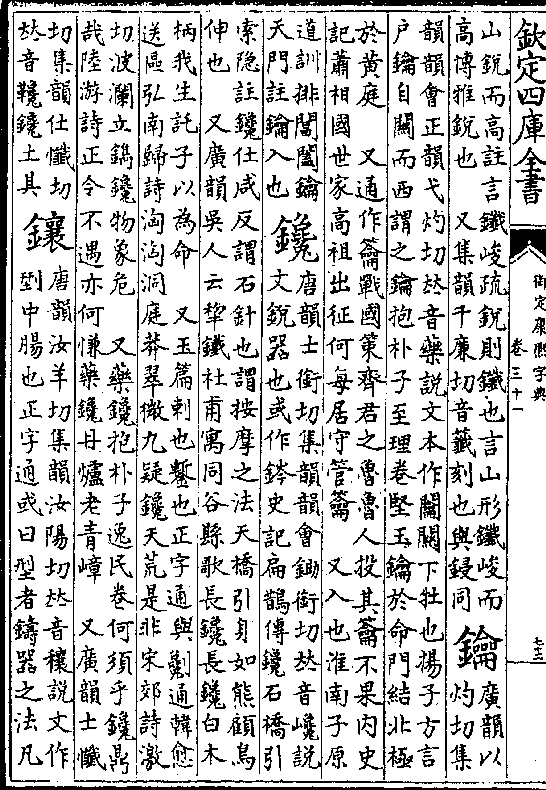 欽定四庫全書
御定康熙字典
卷三十一
七十三
山銳而高註言鑯峻疏銳則鑯也言山形鑯峻而
高博雅銳也　又集韻千廉切音籤刻也與鋟同　鑰　廣韻以灼切集
韻韻會正韻弋灼切𠀤音藥說文本作關關下牡也揚子方言
戶鑰自關而西謂之鑰抱朴子至理卷堅玉鑰於命門結北極
於黃庭　又通作籥戰國策齊君之魯魯人投其籥不果內史
記蕭相國世家高祖出征何每居守管籥　又入也淮南子原
道訓排閶闔鑰天門註鑰入也　鑱　唐韻士銜切集韻韻會鋤銜切𠀤音巉說文銳器也或作鋑史記扁鵲傳鑱石橋引
索隱註鑱仕咸反謂石針也謂按摩之法夭橋引身如熊顧鳥
伸也　又廣韻吳人云犂鐵杜甫寓同谷縣歌長鑱長鑱白木
柄我生託子以為命　又玉篇刺也鏨也正字通與劖通韓愈
送區弘南歸詩洶洶洞庭莽翠微九疑鑱天荒是非宋郊詩激
切波瀾立鐫鑱物象危　又藥鑱抱朴子逸民卷何須乎鑱鼎
哉陸游詩正令不遇亦何慊藥鑱丹爐老青嶂　又廣韻士懺
切集韻仕懺切𠀤音鑱鑱土具　鑲　唐韻汝羊切集韻汝陽切𠀤音穰說文作型中腸也正字通或曰型者鑄器之法凡